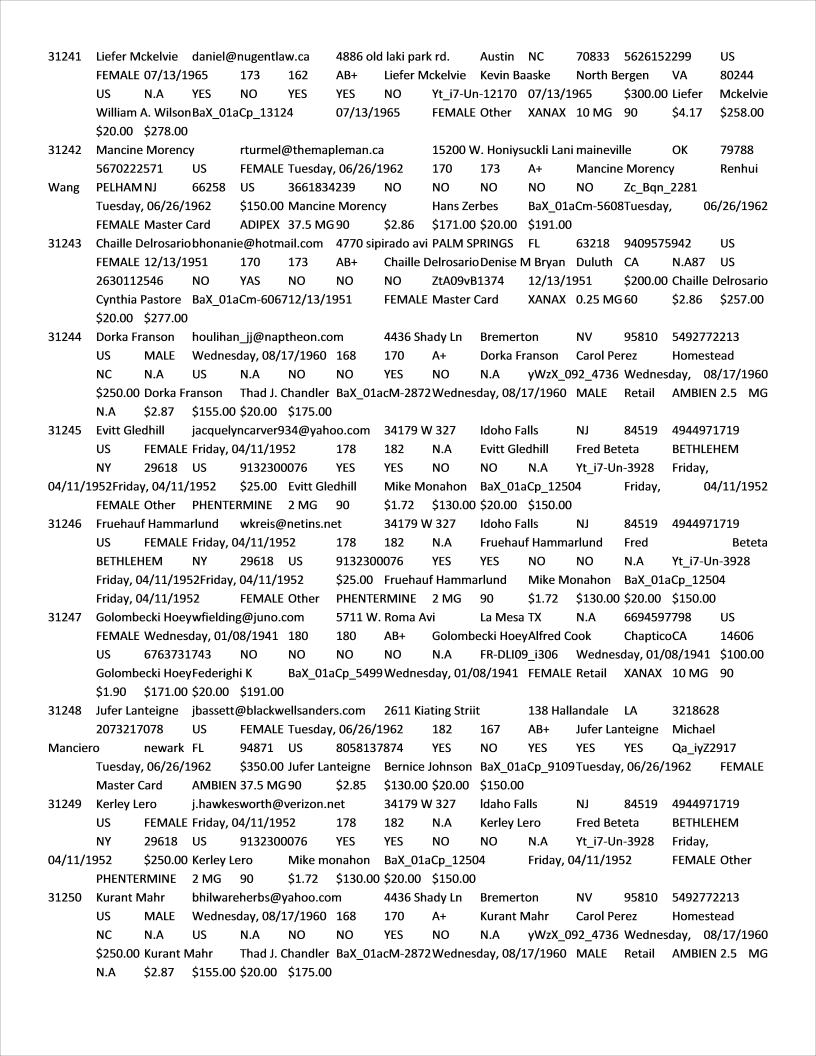 31241 Liefer Mckelvie daniel@nugentlaw.ca 4886 old laki park rd. Austin NC 70833 5626152299 US
FEMALE 07/13/1965 173 162 AB+ Liefer Mckelvie Kevin Baaske North Bergen VA 80244
US N.A YES NO YES YES NO Yt_i7-Un-12170 07/13/1965 $300.00 Liefer Mckelvie
William A. Wilson BaX_01aCp_13124 07/13/1965 FEMALE Other XANAX 10 MG 90 $4.17 $258.00
$20.00 $278.00
31242 Mancine Morency rturmel@themapleman.ca 15200 W. Honiysuckli Lani maineville OK 79788
5670222571 US FEMALE Tuesday, 06/26/1962 170 173 A+ Mancine Morency Renhui
Wang PELHAM NJ 66258 US 3661834239 NO NO NO NO NO Zc_Bqn_2281
Tuesday, 06/26/1962 $150.00 Mancine Morency Hans Zerbes BaX_01aCm-5608Tuesday, 06/26/1962
FEMALE Master Card ADIPEX 37.5 MG 90 $2.86 $171.00 $20.00 $191.00
31243 Chaille Delrosario bhonanie@hotmail.com 4770 sipirado avi PALM SPRINGS FL 63218 9409575942 US
FEMALE 12/13/1951 170 173 AB+ Chaille Delrosario Denise M Bryan Duluth CA N.A87 US
2630112546 NO YAS NO NO NO ZtA09vB1374 12/13/1951 $200.00 Chaille Delrosario
Cynthia Pastore BaX_01aCm-606712/13/1951 FEMALE Master Card XANAX 0.25 MG 60 $2.86 $257.00
$20.00 $277.00
31244 Dorka Franson houlihan_jj@naptheon.com 4436 Shady Ln Bremerton NV 95810 5492772213
US MALE Wednesday, 08/17/1960 168 170 A+ Dorka Franson Carol Perez Homestead
NC N.A US N.A NO NO YES NO N.A yWzX_092_4736 Wednesday, 08/17/1960
$250.00 Dorka Franson Thad J. Chandler BaX_01acM-2872Wednesday, 08/17/1960 MALE Retail AMBIEN 2.5 MG
N.A $2.87 $155.00 $20.00 $175.00
31245 Evitt Gledhill jacquelyncarver934@yahoo.com 34179 W 327 Idoho Falls NJ 84519 4944971719
US FEMALE Friday, 04/11/1952 178 182 N.A Evitt Gledhill Fred Beteta BETHLEHEM
NY 29618 US 9132300076 YES YES NO NO N.A Yt_i7-Un-3928 Friday,
04/11/1952Friday, 04/11/1952 $25.00 Evitt Gledhill Mike Monahon BaX_01aCp_12504 Friday, 04/11/1952
FEMALE Other PHENTERMINE 2 MG 90 $1.72 $130.00 $20.00 $150.00
31246 Fruehauf Hammarlund wkreis@netins.net 34179 W 327 Idoho Falls NJ 84519 4944971719
US FEMALE Friday, 04/11/1952 178 182 N.A Fruehauf Hammarlund Fred Beteta
BETHLEHEM NY 29618 US 9132300076 YES YES NO NO N.A Yt_i7-Un-3928
Friday, 04/11/1952Friday, 04/11/1952 $25.00 Fruehauf Hammarlund Mike Monahon BaX_01aCp_12504
Friday, 04/11/1952 FEMALE Other PHENTERMINE 2 MG 90 $1.72 $130.00 $20.00 $150.00
31247 Golombecki Hoey wfielding@juno.com 5711 W. Roma Avi La Mesa TX N.A 6694597798 US
FEMALE Wednesday, 01/08/1941 180 180 AB+ Golombecki Hoey Alfred Cook Chaptico CA 14606
US 6763731743 NO NO NO NO N.A FR-DLI09_i306 Wednesday, 01/08/1941 $100.00
Golombecki Hoey Federighi K BaX_01aCp_5499 Wednesday, 01/08/1941 FEMALE Retail XANAX 10 MG 90
$1.90 $171.00 $20.00 $191.00
31248 Jufer Lanteigne jbassett@blackwellsanders.com 2611 Kiating Striit 138 Hallandale LA 3218628
2073217078 US FEMALE Tuesday, 06/26/1962 182 167 AB+ Jufer Lanteigne Michael
Manciero newark FL 94871 US 8058137874 YES NO YES YES YES Qa_iyZ2917
Tuesday, 06/26/1962 $350.00 Jufer Lanteigne Bernice Johnson BaX_01aCp_9109 Tuesday, 06/26/1962 FEMALE
Master Card AMBIEN 37.5 MG 90 $2.85 $130.00 $20.00 $150.00
31249 Kerley Lero j.hawkesworth@verizon.net 34179 W 327 Idaho Falls NJ 84519 4944971719
US FEMALE Friday, 04/11/1952 178 182 N.A Kerley Lero Fred Beteta BETHLEHEM
NY 29618 US 9132300076 YES YES NO NO N.A Yt_i7-Un-3928 Friday,
04/11/1952 $250.00 Kerley Lero Mike monahon BaX_01aCp_12504 Friday, 04/11/1952 FEMALE Other
PHENTERMINE 2 MG 90 $1.72 $130.00 $20.00 $150.00
31250 Kurant Mahr bhilwareherbs@yahoo.com 4436 Shady Ln Bremerton NV 95810 5492772213
US MALE Wednesday, 08/17/1960 168 170 A+ Kurant Mahr Carol Perez Homestead
NC N.A US N.A NO NO YES NO N.A yWzX_092_4736 Wednesday, 08/17/1960
$250.00 Kurant Mahr Thad J. Chandler BaX_01acM-2872Wednesday, 08/17/1960 MALE Retail AMBIEN 2.5 MG
N.A $2.87 $155.00 $20.00 $175.00